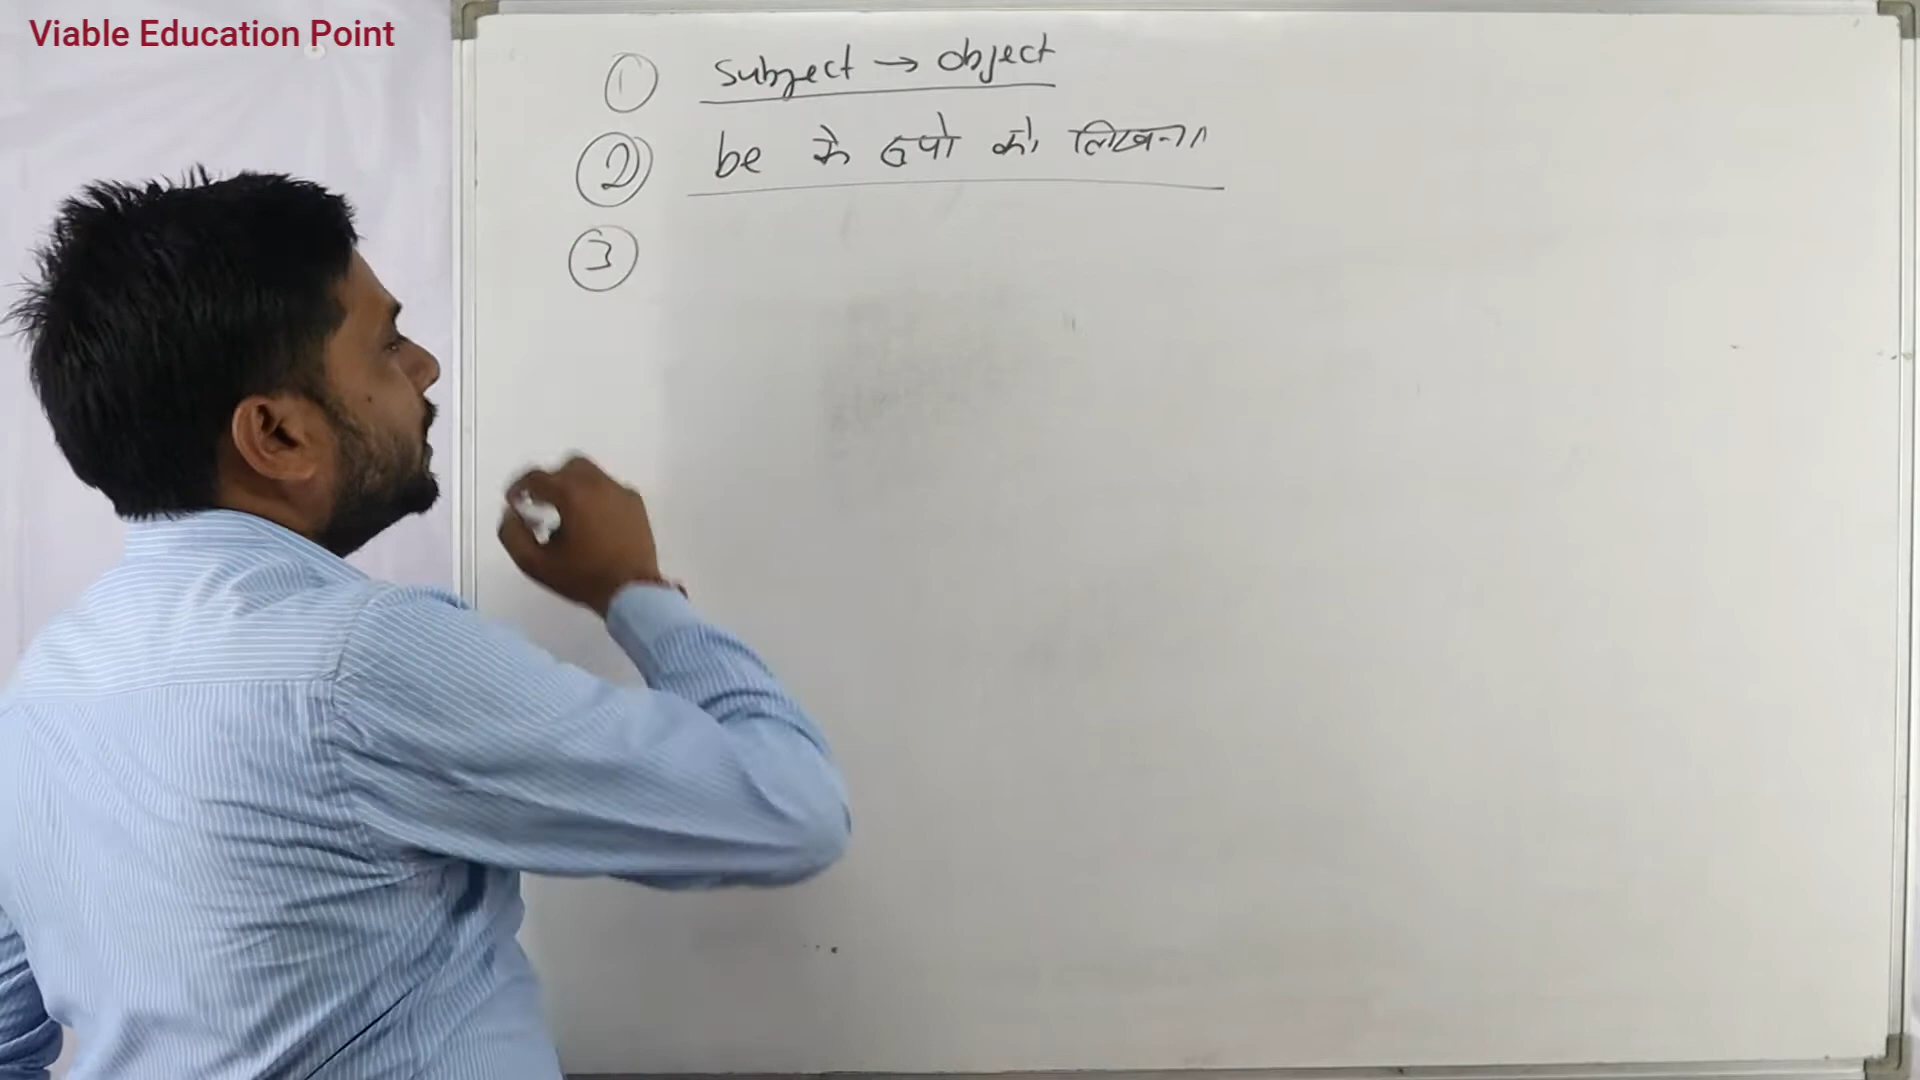 Viable Education Point
① Subject → object
② be के रुपो को लिखना।
③